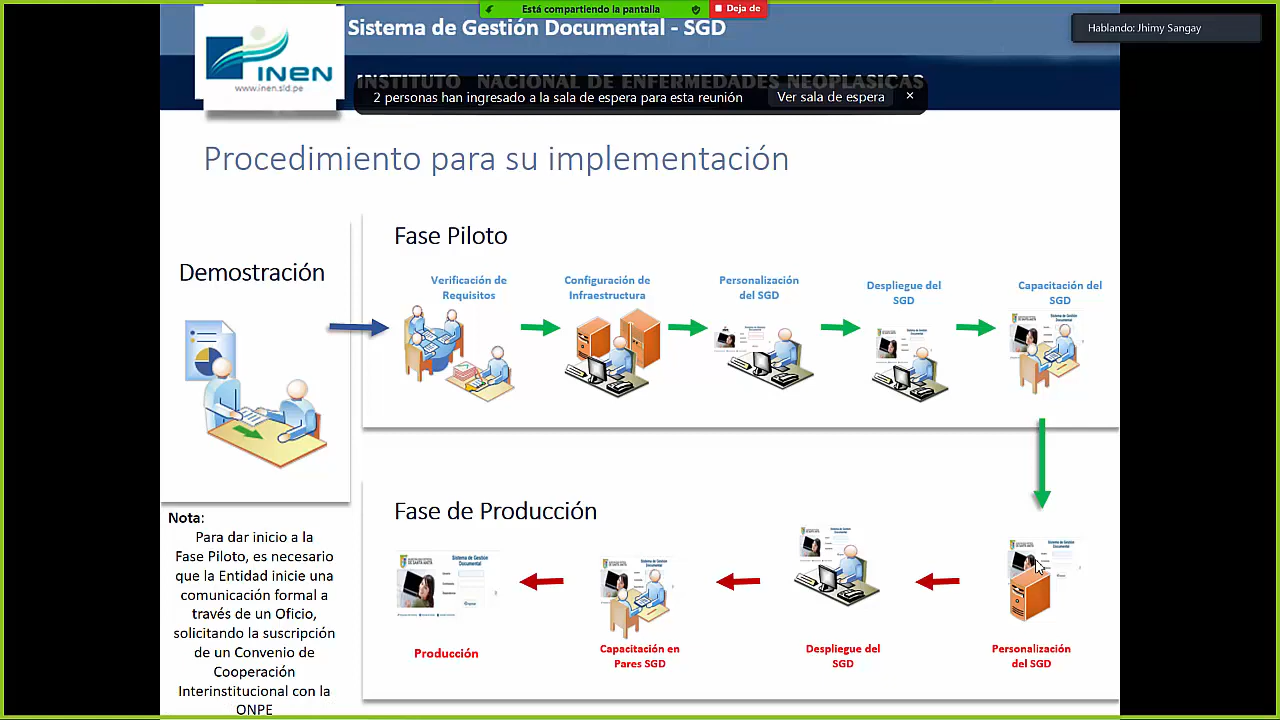 Está compartiendo la pantalla
Deja de
Hablando: Jhimy Sangay
Sistema de Gestión Documental - SGD
INEN
www.inen.sld.pe
INSTITUTO NACIONAL DE ENFERMEDADES NEOPLASICAS
2 personas han ingresado a la sala de espera para esta reunión
Ver sala de espera
Procedimiento para su implementación
Demostración
Fase Piloto
Verificación de
Requisitos
Configuración de
Infraestructura
Personalización
del SGD
Despliegue del
SGD
Capacitación del
SGD
Nota:
Para dar inicio a la
Fase Piloto, es necesario
que la Entidad inicie una
comunicación formal a
través de un Oficio,
solicitando la suscripción
de un Convenio de
Cooperación
Interinstitucional con la
ONPE
Fase de Producción
Sistema de Gestión
Documental
Producción
Capacitación en
Pares SGD
Despliegue del
SGD
Personalización
del SGD